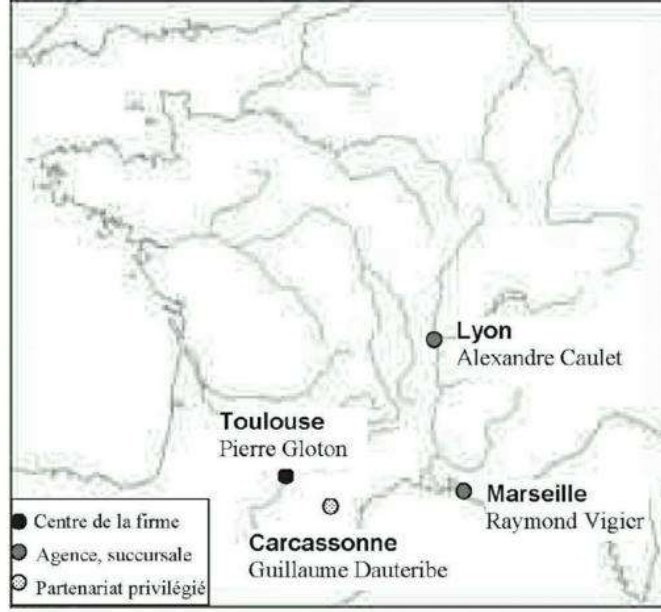 Lyon
Alexandre Caulet
Toulouse
Pierre Gloton
Marseille
Raymond Vigier
Carcassonne
Guillaume Dauteribe
Centre de la firme
Agence, succursale
Partenariat privilégié